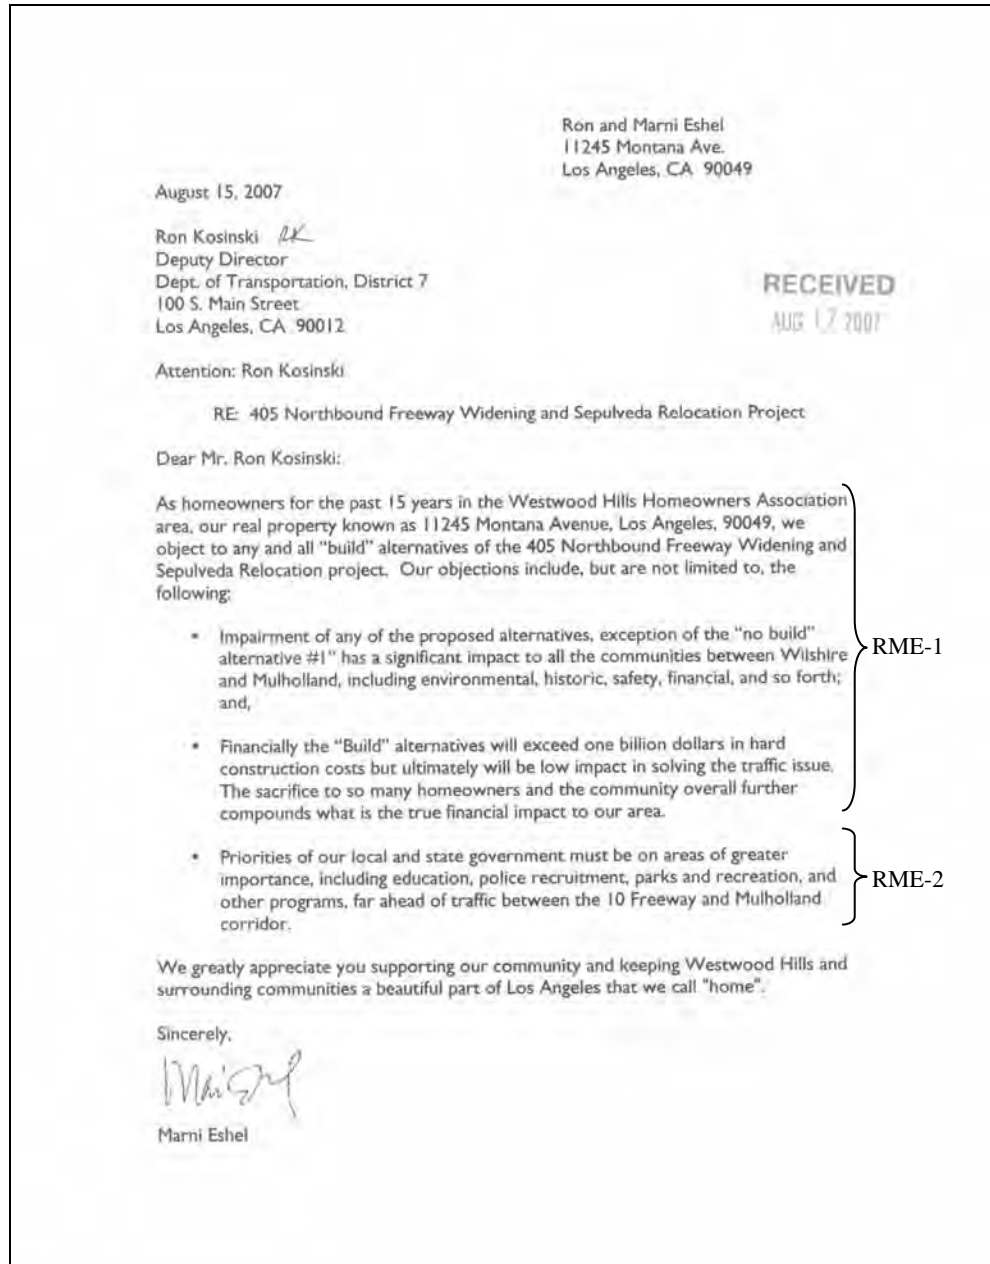 Ron and Marni Eshel
11245 Montana Ave.
Los Angeles, CA 90049
August 15, 2007
Ron Kosinski RK
Deputy Director
Dept. of Transportation, District 7
100 S. Main Street
Los Angeles, CA 90012
RECEIVED
AUG 17 2007
Attention: Ron Kosinski
RE: 405 Northbound Freeway Widening and Sepulveda Relocation Project
Dear Mr. Ron Kosinski:
As homeowners for the past 15 years in the Westwood Hills Homeowners Association
area, our real property known as 11245 Montana Avenue, Los Angeles, 90049, we
object to any and all "build" alternatives of the 405 Northbound Freeway Widening and
Sepulveda Relocation project. Our objections include, but are not limited to, the
following:
• Impairment of any of the proposed alternatives, exception of the "no build"
alternative #1" has a significant impact to all the communities between Wilshire
and Mulholland, including environmental, historic, safety, financial, and so forth;
and,
RME-1
• Financially the "Build" alternatives will exceed one billion dollars in hard
construction costs but ultimately will be low impact in solving the traffic issue.
The sacrifice to so many homeowners and the community overall further
compounds what is the true financial impact to our area.
• Priorities of our local and state government must be on areas of greater
importance, including education, police recruitment, parks and recreation, and
other programs, far ahead of traffic between the 10 Freeway and Mulholland
corridor.
RME-2
We greatly appreciate you supporting our community and keeping Westwood Hills and
surrounding communities a beautiful part of Los Angeles that we call "home".
Sincerely,
Marni Eshel